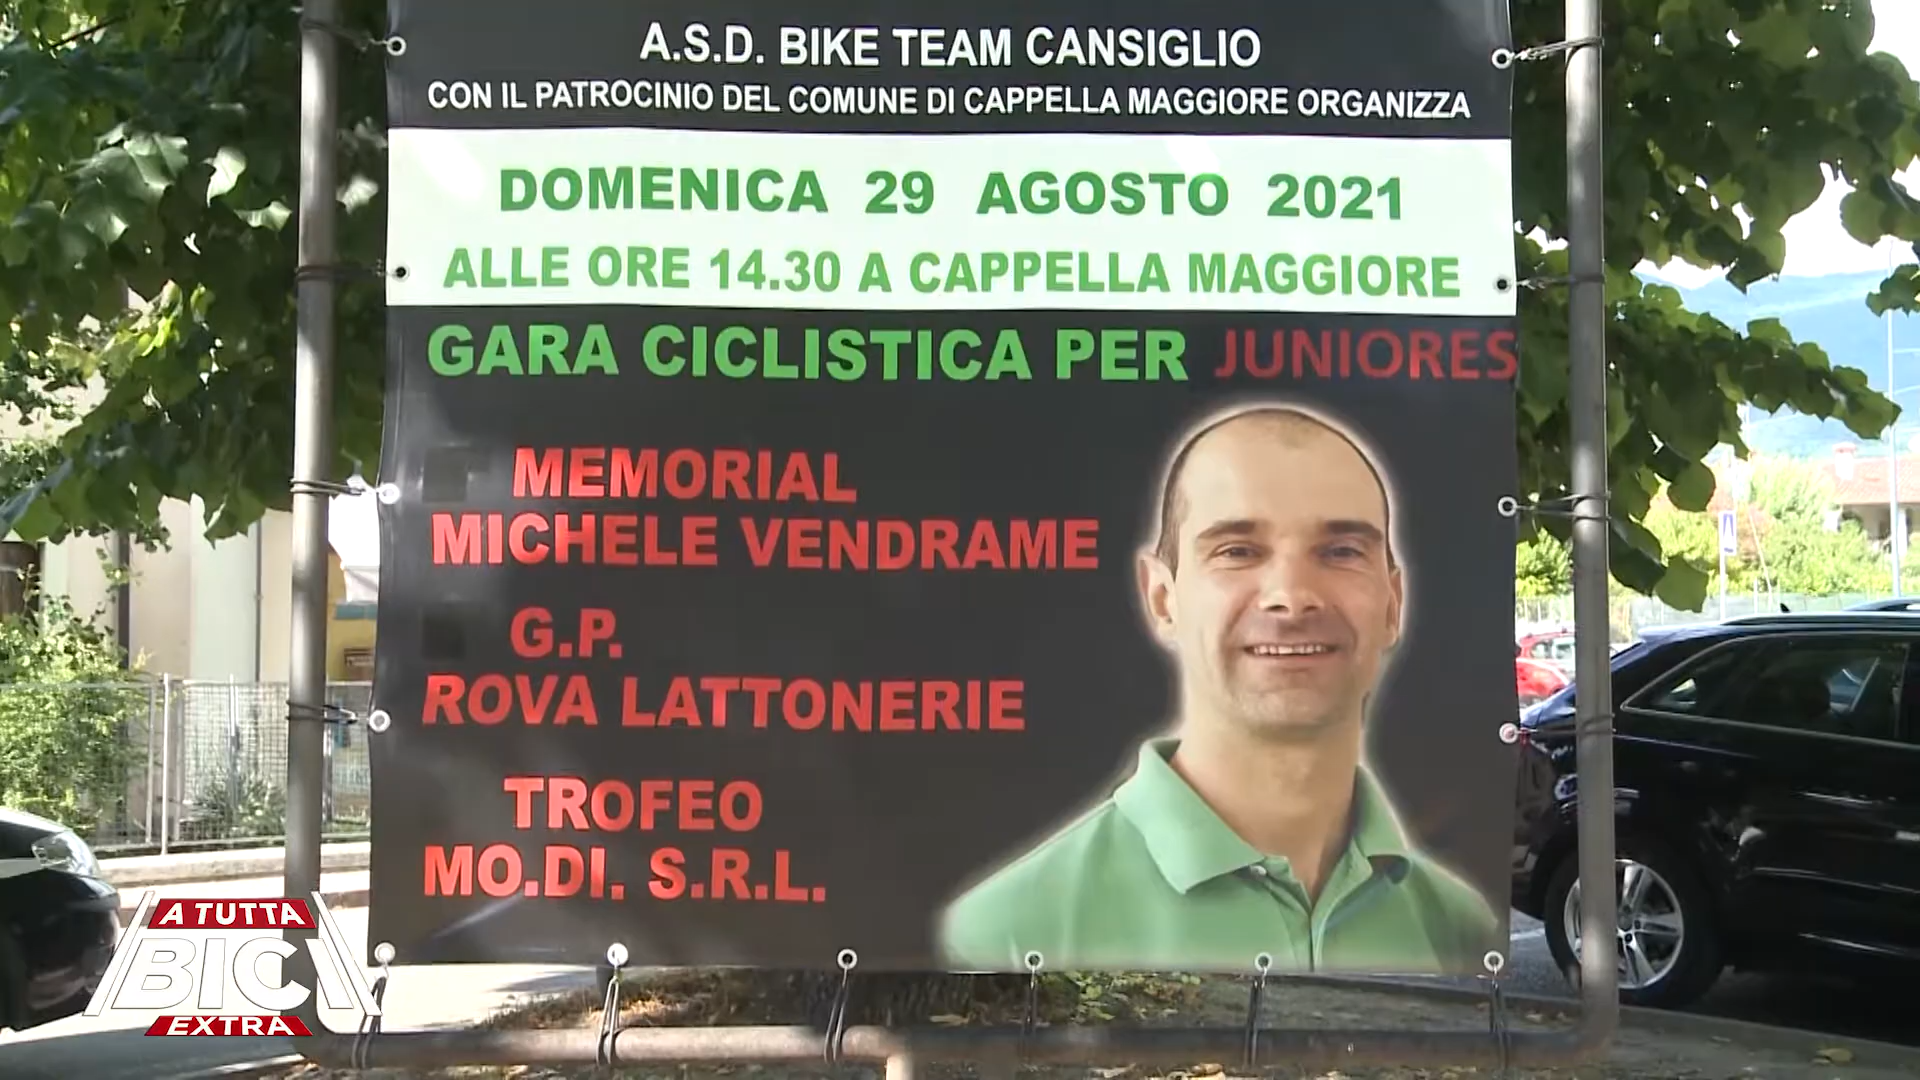 A.S.D. BIKE TEAM CANSIGLIO
CON IL PATROCINIO DEL COMUNE DI CAPPELLA MAGGIORE ORGANIZZA
DOMENICA 29 AGOSTO 2021
ALLE ORE 14.30 A CAPPELLA MAGGIORE
GARA CICLISTICA PER JUNIORES
MEMORIAL
MICHELE VENDRAME
G.P.
ROVA LATTONERIE
TROFEO
MO.DI. S.R.L.
A TUTTA
BICI
EXTRA